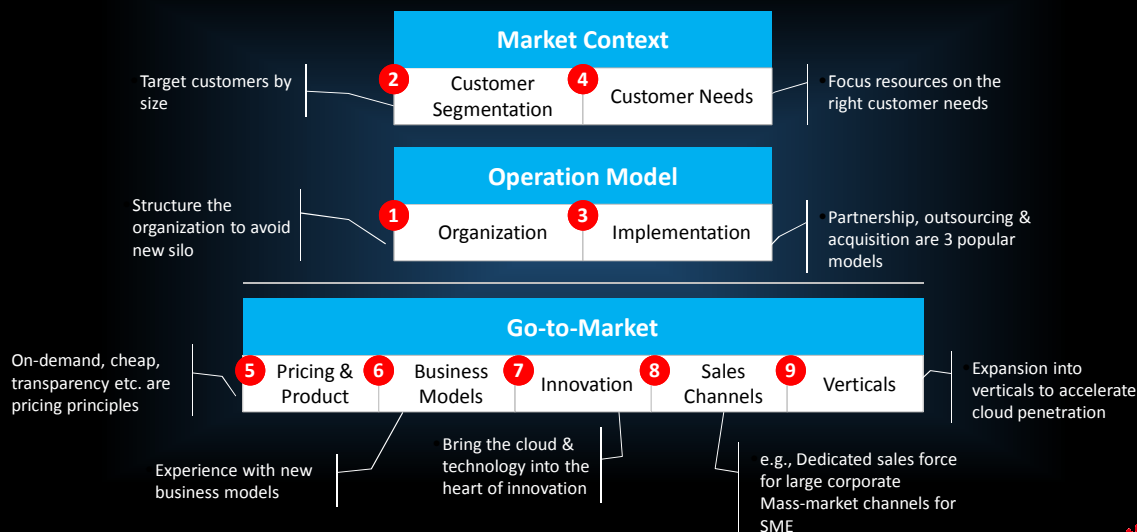 Market Context
2
Customer
Segmentation
4
Customer Needs
Target customers by
size
Focus resources on the
right customer needs
Operation Model
1
Organization
3
Implementation
Structure the
organization to avoid
new silo
Partnership, outsourcing &
acquisition are 3 popular
models
Go-to-Market
5
Pricing &
Product
6
Business
Models
7
Innovation
8
Sales
Channels
9
Verticals
On-demand, cheap,
transparency etc. are
pricing principles
Expansion into
verticals to accelerate
cloud penetration
Experience with new
business models
Bring the cloud &
technology into the
heart of innovation
e.g., Dedicated sales force
for large corporate
Mass-market channels for
SME